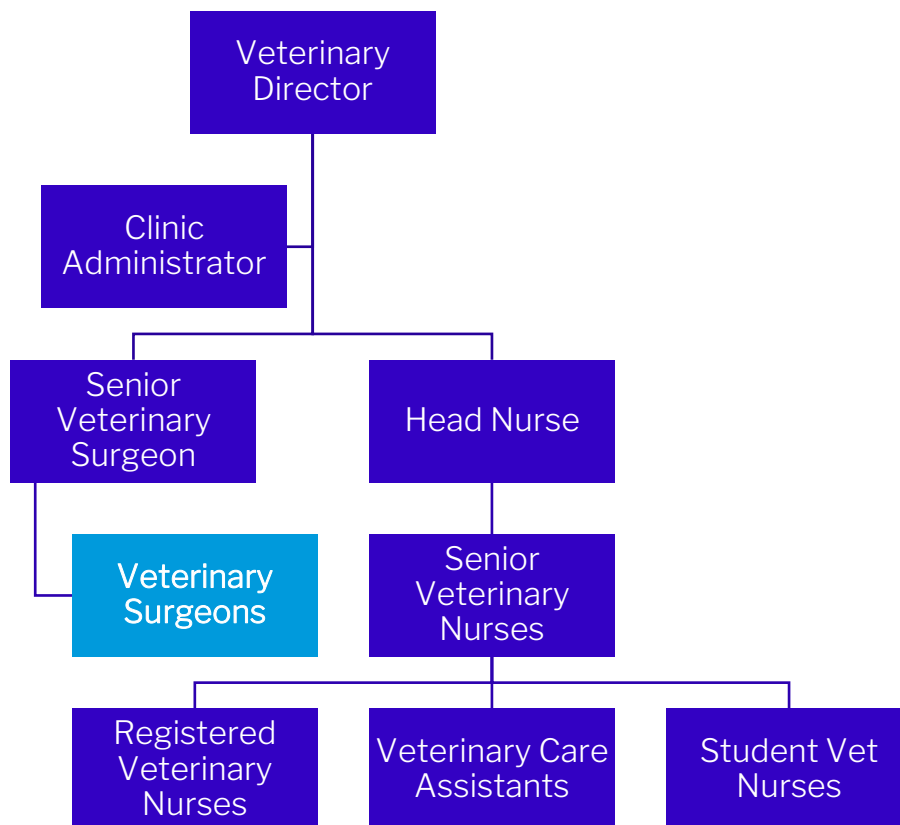 Veterinary
Director
Clinic
Administrator
Senior
Veterinary
Surgeon
Head Nurse
Veterinary
Surgeons
Senior
Veterinary
Nurses
Registered
Veterinary
Nurses
Veterinary Care
Assistants
Student Vet
Nurses